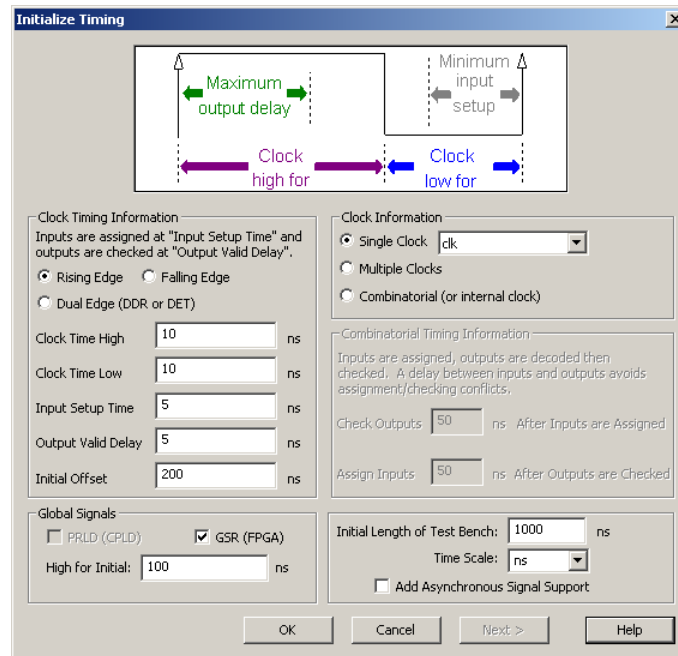 Initialize Timing
Maximum
output delay
Minimum
input
setup
Clock
high for
Clock
low for
Clock Timing Information
Inputs are assigned at "Input Setup Time" and
outputs are checked at "Output Valid Delay".
Rising Edge
Falling Edge
Dual Edge (DDR or DET)
Clock Time High 10 ns
Clock Time Low 10 ns
Input Setup Time 5 ns
Output Valid Delay 5 ns
Initial Offset 200 ns
Clock Information
Single Clock clk
Multiple Clocks
Combinatorial (or internal clock)
Combinatorial Timing Information
Inputs are assigned, outputs are decoded then
checked. A delay between inputs and outputs avoids
assignment/checking conflicts.
Check Outputs 50 ns After Inputs are Assigned
Assign Inputs 50 ns After Outputs are Checked
Global Signals
PRLD (CPLD)
GSR (FPGA)
High for Initial: 100 ns
Initial Length of Test Bench: 1000 ns
Time Scale: ns
Add Asynchronous Signal Support
OK
Cancel
Next >
Help